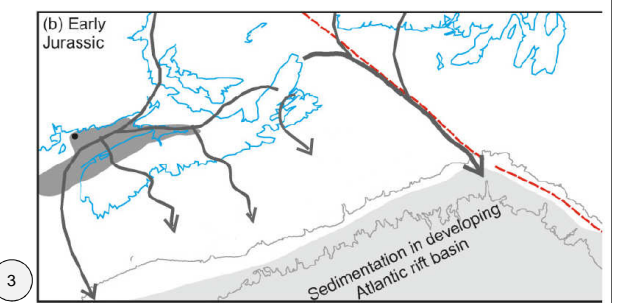 (b) Early
Jurassic
Sedimentation in developing
Atlantic rift basin
3